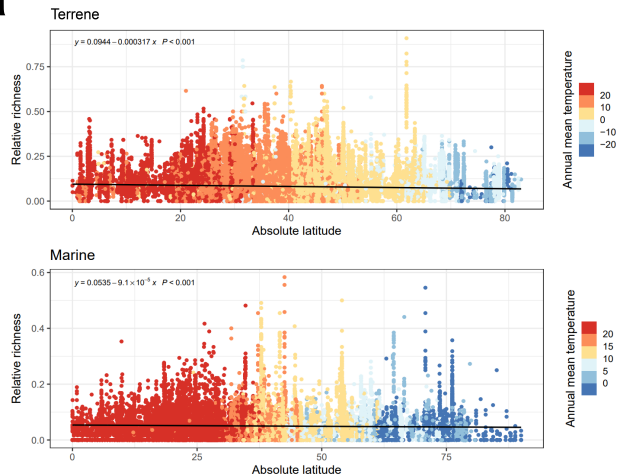 a
Terrene
y = 0.0944 − 0.000317 x P < 0.001
Relative richness
0.75
0.50
0.25
0.00
0 20 40 60 80
Absolute latitude
Annual mean temperature
20
10
0
−10
−20
Marine
y = 0.0535 − 9.1 × 10⁻⁵ x P < 0.001
Relative richness
0.6
0.4
0.2
0.0
0 25 50 75
Absolute latitude
Annual mean temperature
20
15
10
5
0